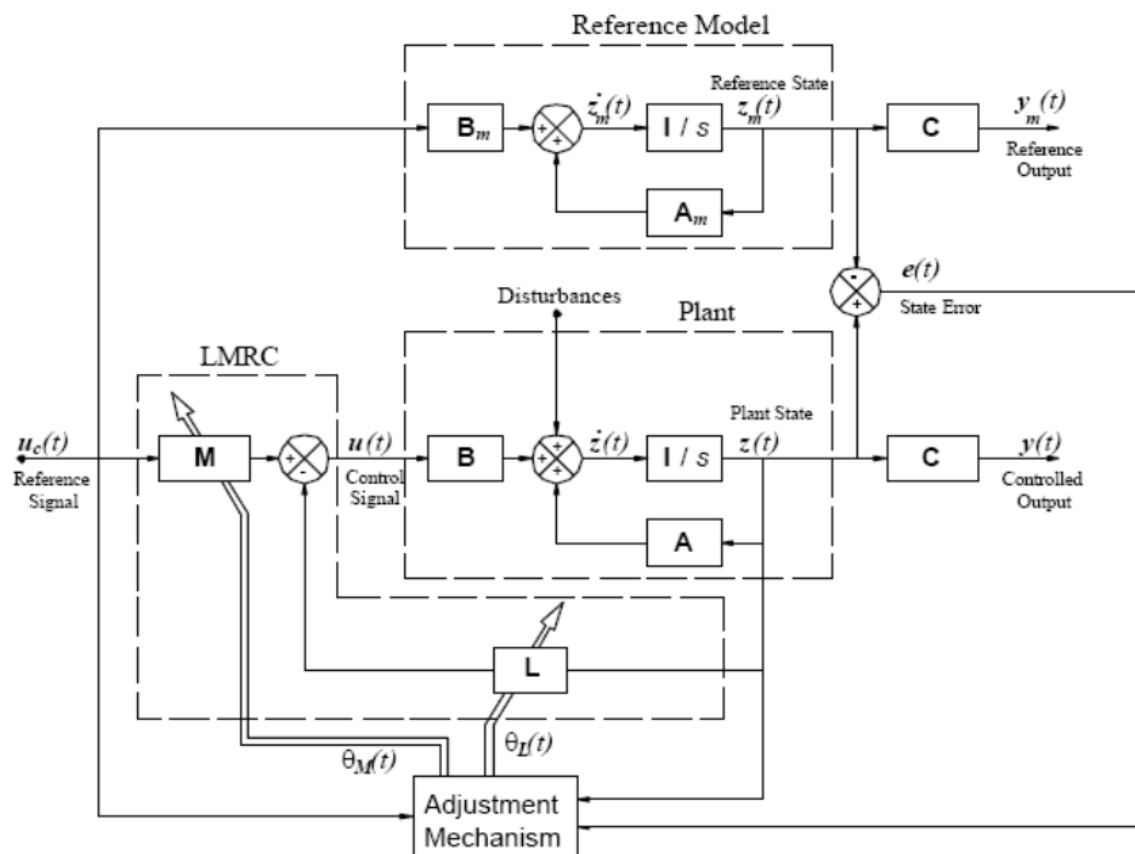 Reference Model
Reference State
B_m
+
+
ż_m(t)
I / s
z_m(t)
C
y_m(t)
Reference
Output
A_m
-
+
e(t)
State Error
Disturbances
Plant
LMRC
u_c(t)
Reference
Signal
M
+
-
u(t)
Control
Signal
B
+
+
+
ż(t)
I / s
Plant State
z(t)
C
y(t)
Controlled
Output
A
L
θ_M(t)
θ_L(t)
Adjustment
Mechanism